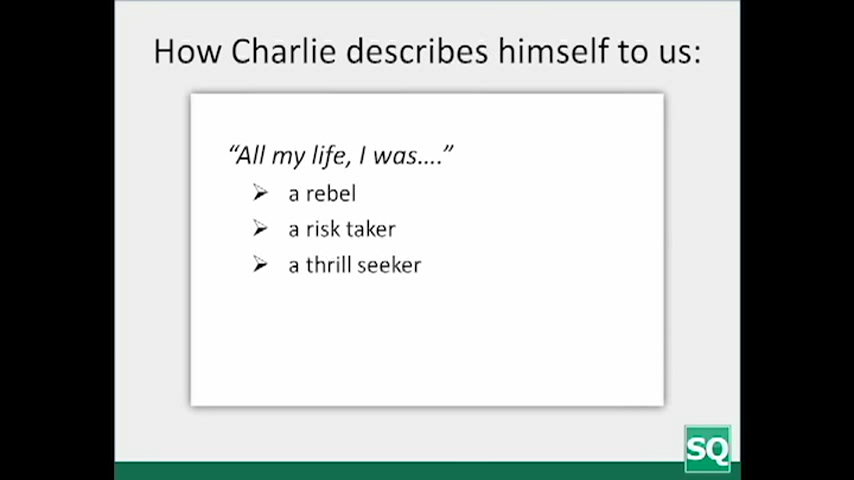 How Charlie describes himself to us:
“All my life, I was....”
➢ a rebel
➢ a risk taker
➢ a thrill seeker
SQ